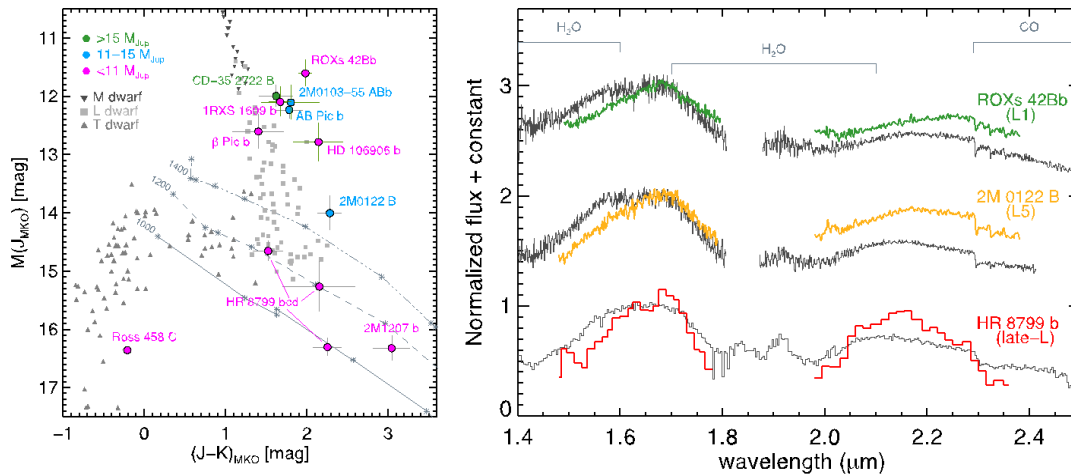 11
12
13
14
15
16
17
M(J_MKO) [mag]
>15 M_Jup
11–15 M_Jup
<11 M_Jup
M dwarf
L dwarf
T dwarf
ROXs 42Bb
CD–35 2722 B
2M0103–55 ABb
1RXS 1609 b
AB Pic b
β Pic b
HD 106906 b
2M0122 B
1400
1200
1000
HR 8799 bcd
2M1207 b
Ross 458 C
−1
0
1
2
3
(J−K)_MKO [mag]
Normalized flux + constant
3
2
1
0
H₂O
H₂O
CO
ROXs 42Bb
(L1)
2M 0122 B
(L5)
HR 8799 b
(late–L)
1.4
1.6
1.8
2.0
2.2
2.4
wavelength (μm)